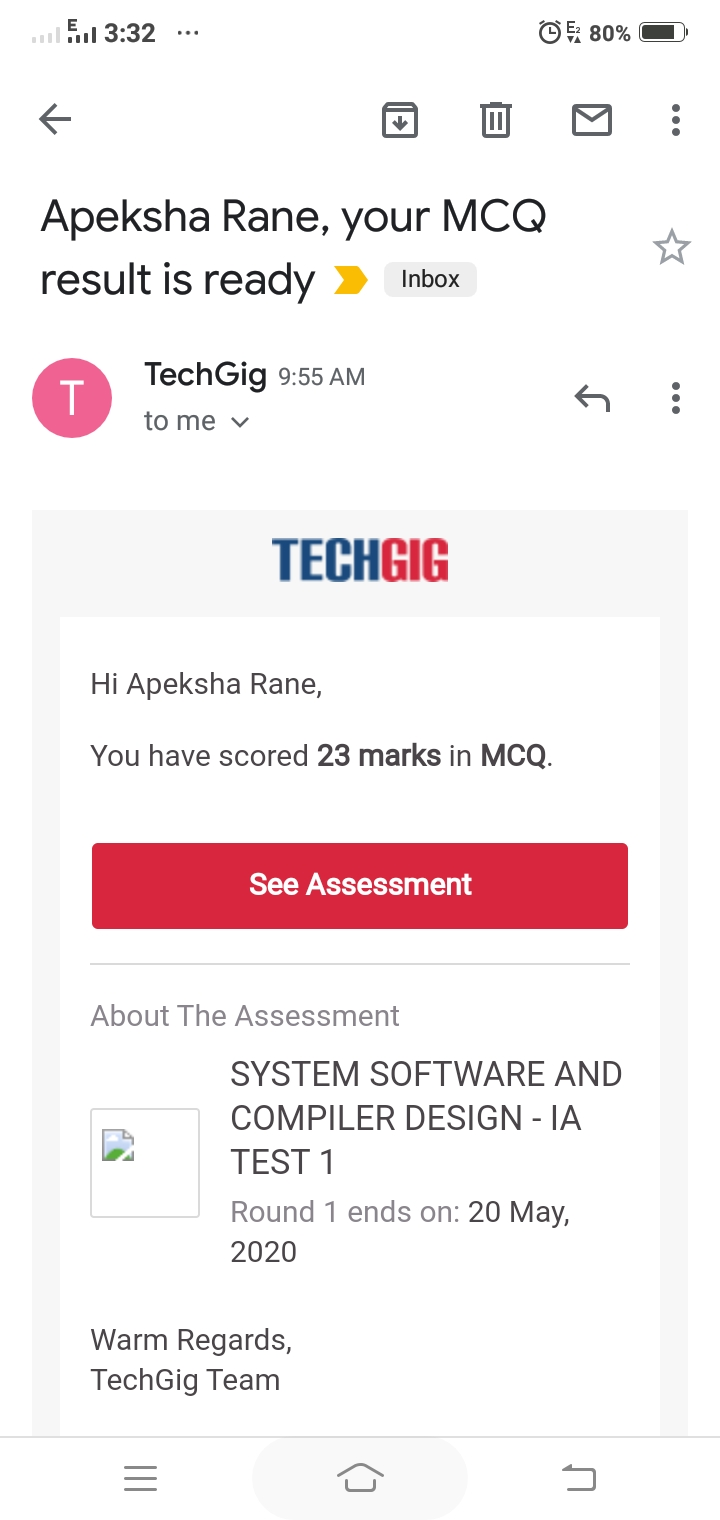 E 3:32 ... E2 80%
Apeksha Rane, your MCQ
result is ready Inbox
T
TechGig 9:55 AM
to me
TECHGIG
Hi Apeksha Rane,
You have scored 23 marks in MCQ.
See Assessment
About The Assessment
SYSTEM SOFTWARE AND
COMPILER DESIGN - IA
TEST 1
Round 1 ends on: 20 May,
2020
Warm Regards,
TechGig Team